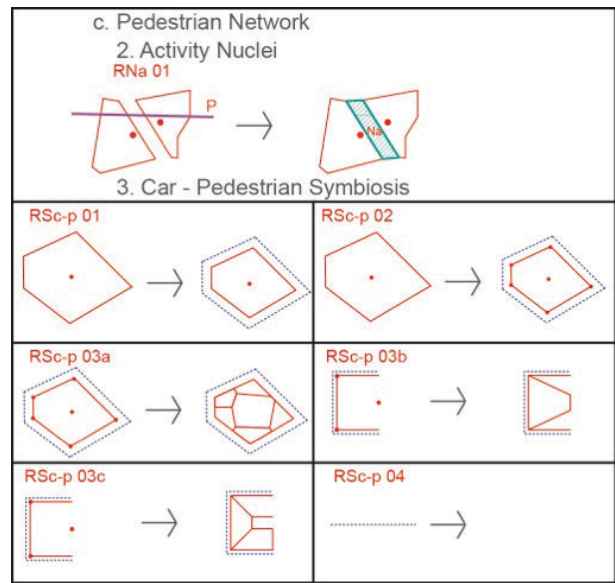 c. Pedestrian Network
2. Activity Nuclei
RNa 01
P
Na
3. Car - Pedestrian Symbiosis
RSc-p 01
RSc-p 02
RSc-p 03a
RSc-p 03b
RSc-p 03c
RSc-p 04